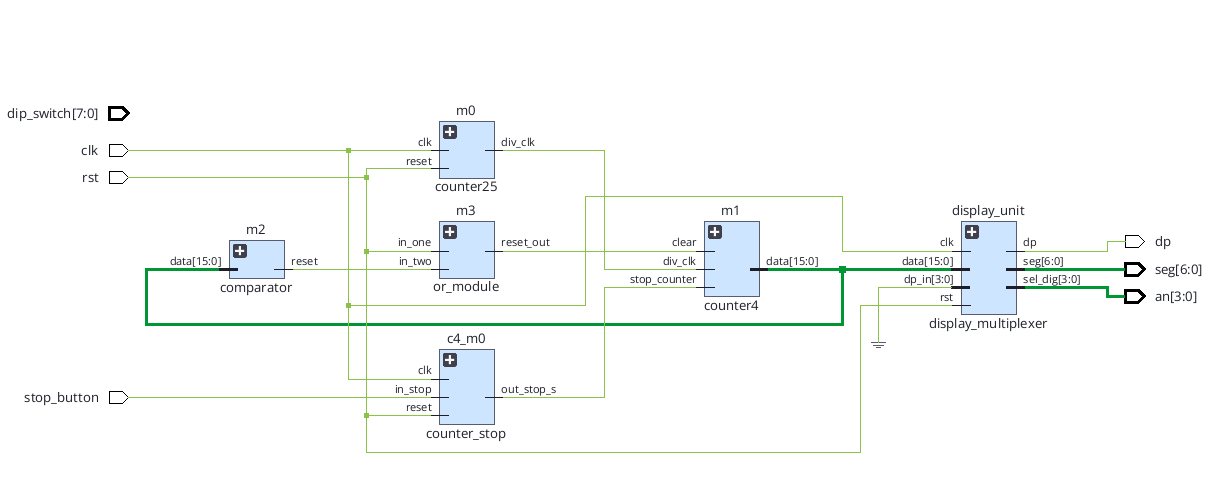 dip_switch[7:0]
clk
rst
stop_button
m0
clk
reset
div_clk
counter25
m2
data[15:0]
reset
comparator
m3
in_one
in_two
reset_out
or_module
c4_m0
clk
in_stop
reset
out_stop_s
counter_stop
m1
clear
div_clk
stop_counter
data[15:0]
counter4
display_unit
clk
data[15:0]
dp_in[3:0]
rst
dp
seg[6:0]
sel_dig[3:0]
display_multiplexer
dp
seg[6:0]
an[3:0]